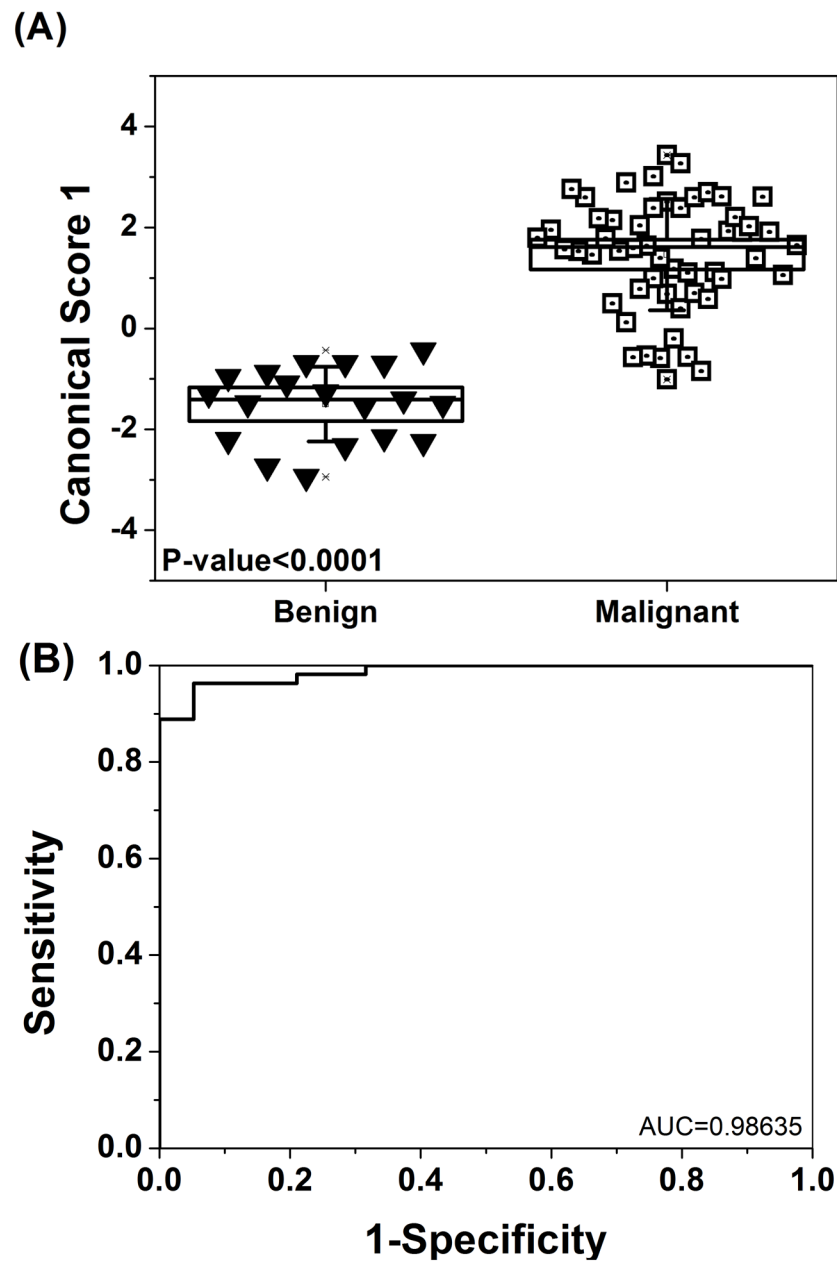 (A)
Canonical Score 1
4
2
0
-2
-4
P-value<0.0001
Benign
Malignant
(B)
Sensitivity
1.0
0.8
0.6
0.4
0.2
0.0
AUC=0.98635
0.0 0.2 0.4 0.6 0.8 1.0
1-Specificity